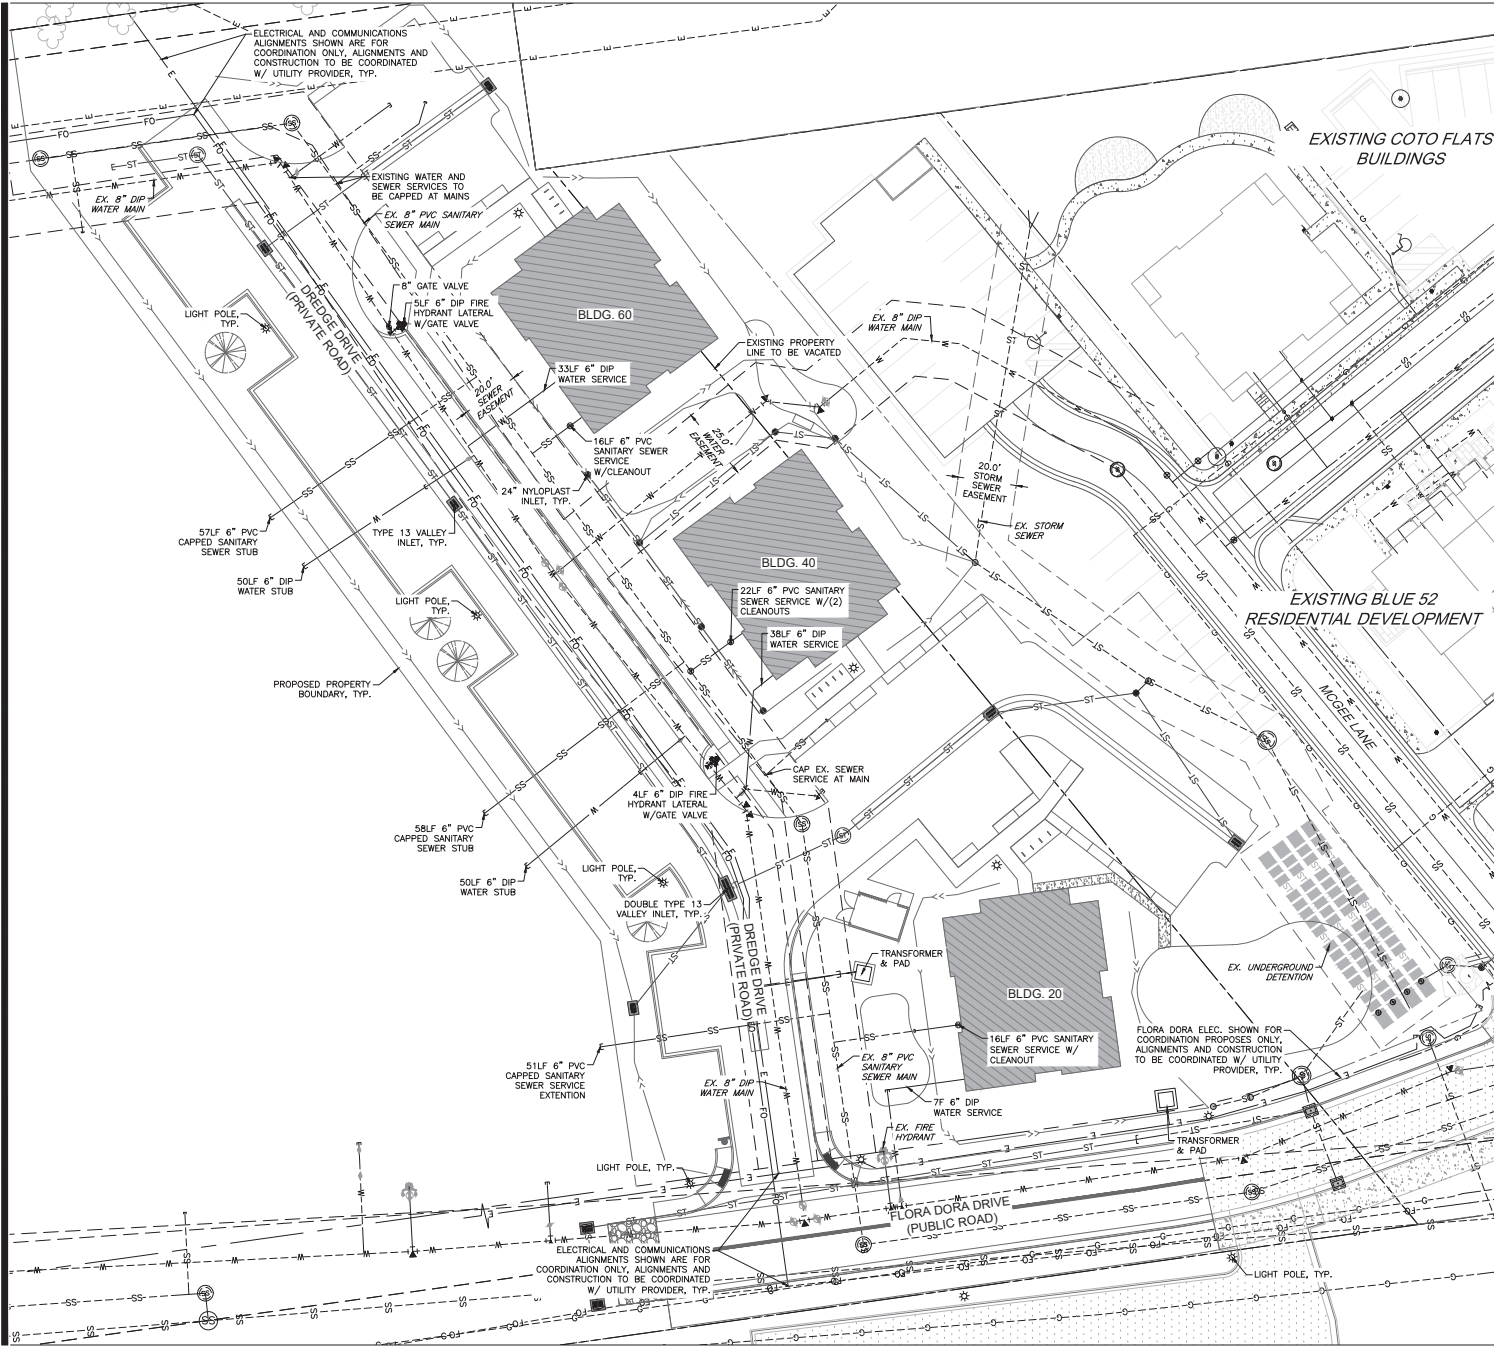 ELECTRICAL AND COMMUNICATIONS
ALIGNMENTS SHOWN ARE FOR
COORDINATION ONLY, ALIGNMENTS AND
CONSTRUCTION TO BE COORDINATED
W/ UTILITY PROVIDER, TYP.
EXISTING COTO FLATS
BUILDINGS
EXISTING WATER AND
SEWER SERVICES TO
BE CAPPED AT MAINS
EX. 8" DIP
WATER MAIN
EX. 8" PVC SANITARY
SEWER MAIN
8" GATE VALVE
5LF 6" DIP FIRE
HYDRANT LATERAL
W/GATE VALVE
DREDGE DRIVE
(PRIVATE ROAD)
LIGHT POLE,
TYP.
BLDG. 60
EX. 8" DIP
WATER MAIN
EXISTING PROPERTY
LINE TO BE VACATED
33LF 6" DIP
WATER SERVICE
20.0'
SEWER
EASEMENT
25.0'
WATER
EASEMENT
16LF 6" PVC
SANITARY SEWER
SERVICE
W/CLEANOUT
24" NYLOPLAST
INLET, TYP.
20.0'
STORM
SEWER
EASEMENT
EX. STORM
SEWER
57LF 6" PVC
CAPPED SANITARY
SEWER STUB
TYPE 13 VALLEY
INLET, TYP.
50LF 6" DIP
WATER STUB
BLDG. 40
22LF 6" PVC SANITARY
SEWER SERVICE W/(2)
CLEANOUTS
LIGHT POLE,
TYP.
EXISTING BLUE 52
RESIDENTIAL DEVELOPMENT
38LF 6" DIP
WATER SERVICE
PROPOSED PROPERTY
BOUNDARY, TYP.
MCGEE LANE
CAP EX. SEWER
SERVICE AT MAIN
4LF 6" DIP FIRE
HYDRANT LATERAL
W/GATE VALVE
58LF 6" PVC
CAPPED SANITARY
SEWER STUB
LIGHT POLE,
TYP.
50LF 6" DIP
WATER STUB
DOUBLE TYPE 13
VALLEY INLET, TYP.
DREDGE DRIVE
(PRIVATE ROAD)
TRANSFORMER
& PAD
EX. UNDERGROUND
DETENTION
BLDG. 20
16LF 6" PVC SANITARY
SEWER SERVICE W/
CLEANOUT
FLORA DORA ELEC. SHOWN FOR
COORDINATION PROPOSES ONLY,
ALIGNMENTS AND CONSTRUCTION
TO BE COORDINATED W/ UTILITY
PROVIDER, TYP.
51LF 6" PVC
CAPPED SANITARY
SEWER SERVICE
EXTENTION
EX. 8" PVC
SANITARY
SEWER MAIN
EX. 8" DIP
WATER MAIN
7F 6" DIP
WATER SERVICE
EX. FIRE
HYDRANT
TRANSFORMER
& PAD
LIGHT POLE, TYP.
FLORA DORA DRIVE
(PUBLIC ROAD)
ELECTRICAL AND COMMUNICATIONS
ALIGNMENTS SHOWN ARE FOR
COORDINATION ONLY, ALIGNMENTS AND
CONSTRUCTION TO BE COORDINATED
W/ UTILITY PROVIDER, TYP.
LIGHT POLE, TYP.